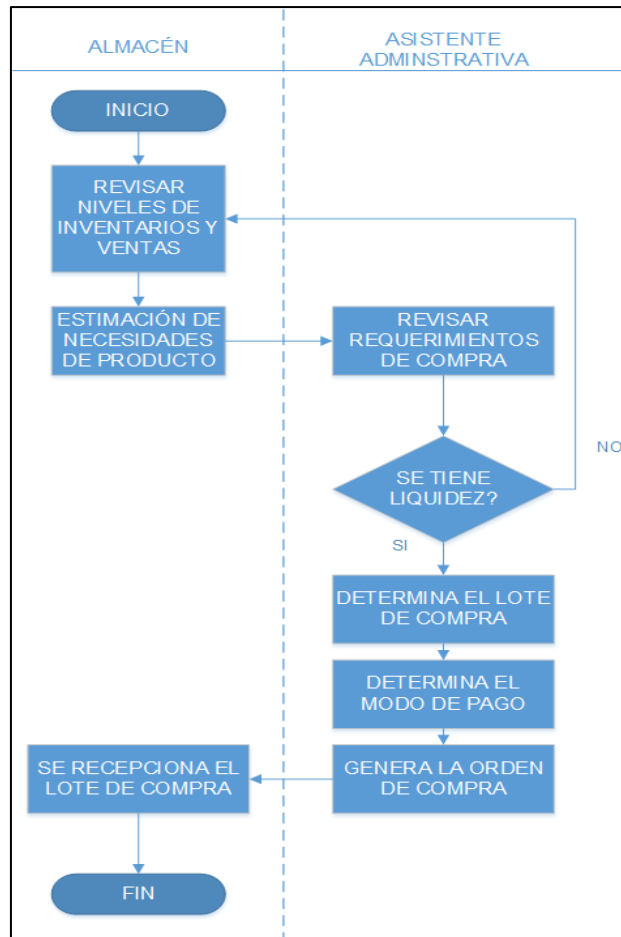 ALMACÉN
ASISTENTE
ADMINSTRATIVA
INICIO
REVISAR
NIVELES DE
INVENTARIOS Y
VENTAS
ESTIMACIÓN DE
NECESIDADES
DE PRODUCTO
REVISAR
REQUERIMIENTOS
DE COMPRA
SE TIENE
LIQUIDEZ?
NO
SI
DETERMINA EL LOTE
DE COMPRA
DETERMINA EL
MODO DE PAGO
GENERA LA ORDEN
DE COMPRA
SE RECEPCIONA EL
LOTE DE COMPRA
FIN